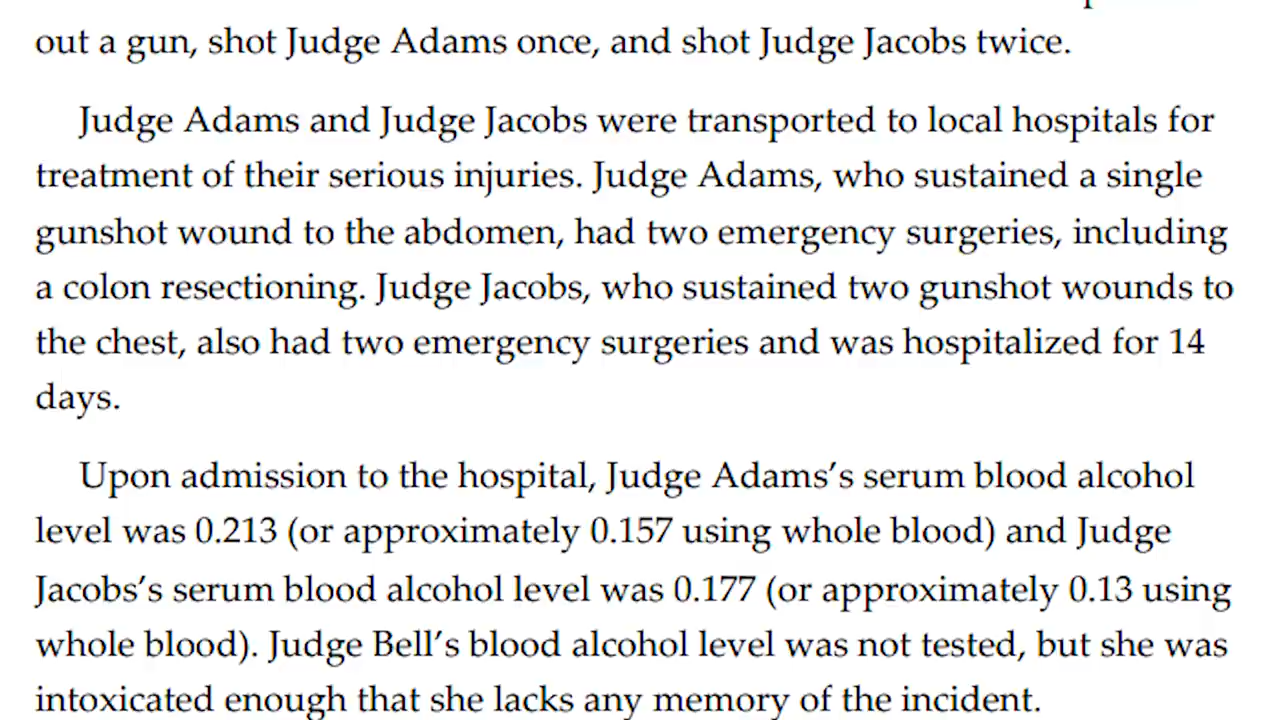 out a gun, shot Judge Adams once, and shot Judge Jacobs twice.
Judge Adams and Judge Jacobs were transported to local hospitals for
treatment of their serious injuries. Judge Adams, who sustained a single
gunshot wound to the abdomen, had two emergency surgeries, including
a colon resectioning. Judge Jacobs, who sustained two gunshot wounds to
the chest, also had two emergency surgeries and was hospitalized for 14
days.
Upon admission to the hospital, Judge Adams’s serum blood alcohol
level was 0.213 (or approximately 0.157 using whole blood) and Judge
Jacobs’s serum blood alcohol level was 0.177 (or approximately 0.13 using
whole blood). Judge Bell’s blood alcohol level was not tested, but she was
intoxicated enough that she lacks any memory of the incident.